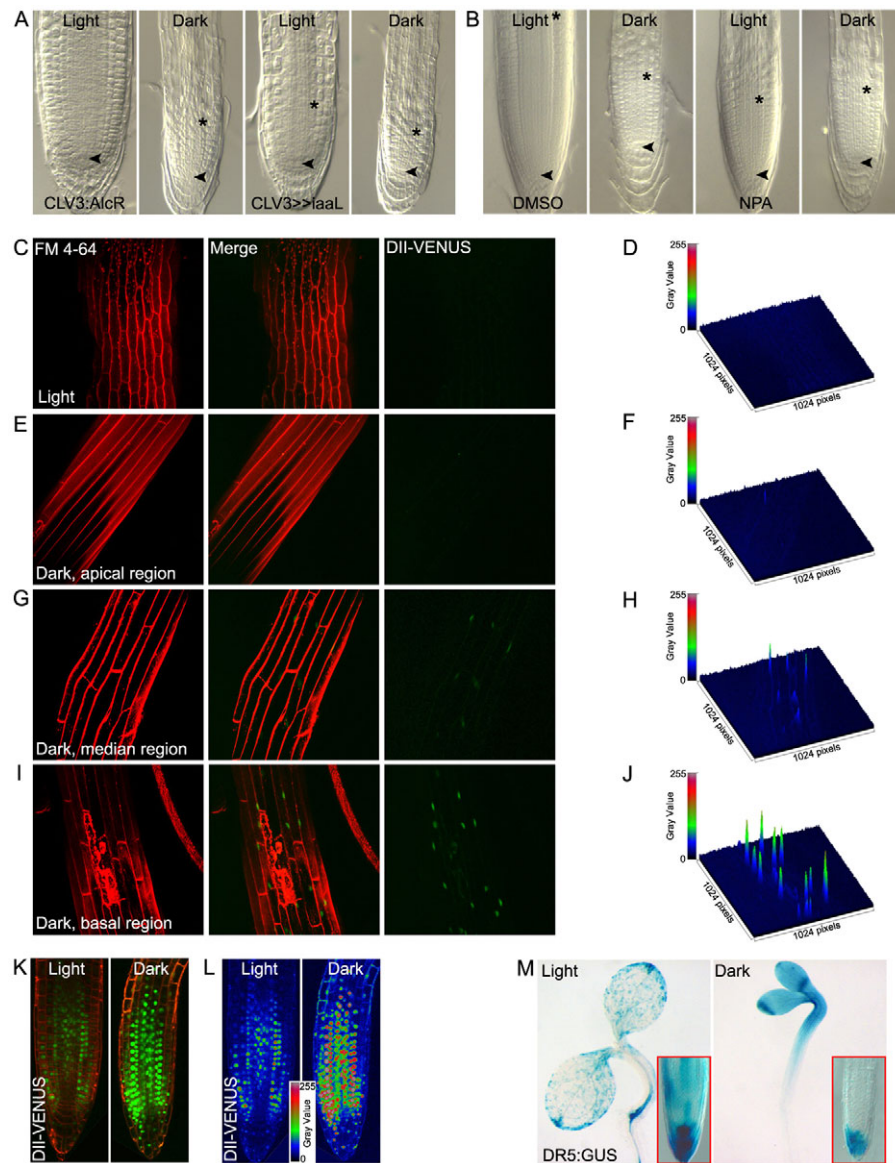 A Light Dark Light Dark
CLV3:AlcR CLV3>>iaaL
B Light Dark Light Dark
DMSO NPA
C FM 4-64 Merge DII-VENUS
Light
D 255 Gray Value 0 1024 pixels 1024 pixels
E
Dark, apical region
F 255 Gray Value 0 1024 pixels 1024 pixels
G
Dark, median region
H 255 Gray Value 0 1024 pixels 1024 pixels
I
Dark, basal region
J 255 Gray Value 0 1024 pixels 1024 pixels
K Light Dark
DII-VENUS
L Light Dark
DII-VENUS
255 Gray Value 0
M Light Dark
DR5:GUS